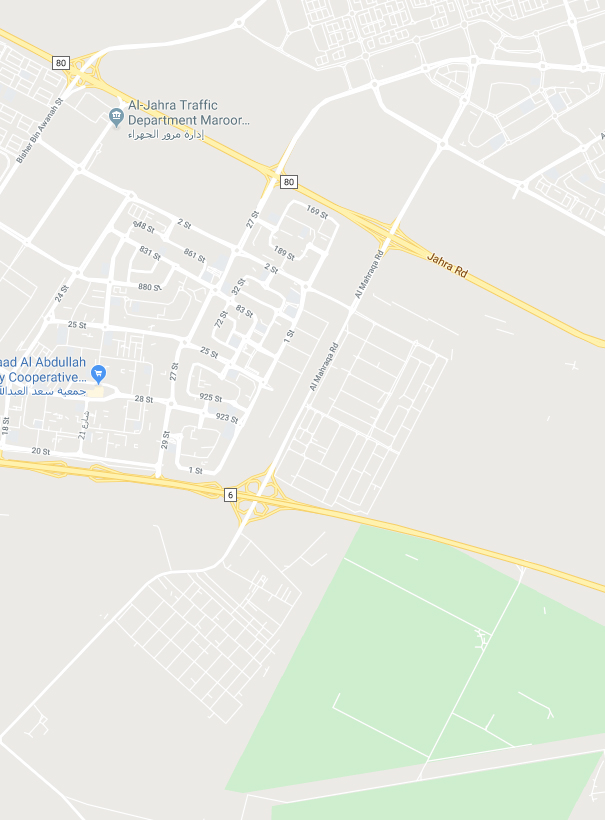 80
Al-Jahra Traffic
Department Maroor...
إدارة مرور الجهراء
Bisher Bin Awanah St
80
169 St
27 St
2 St
848 St
831 St
861 St
189 St
2 St
Jahra Rd
Al Mahraqa Rd
880 St
24 St
32 St
83 St
72 St
1 St
25 St
25 St
aad Al Abdullah
y Cooperative...
جمعية سعد العبدالله
27 St
Al Mahraqa Rd
28 St
925 St
923 St
شارع 21
18 St
29 St
20 St
1 St
6